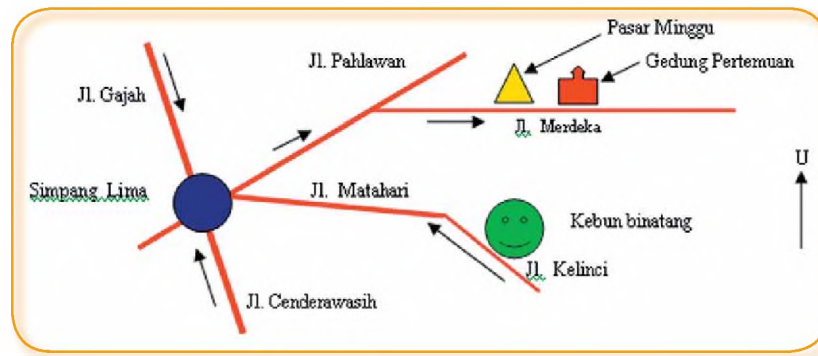 Pasar Minggu
Jl. Pahlawan
Gedung Pertemuan
Jl. Gajah
Jl. Merdeka
U
Simpang Lima
Jl. Matahari
Kebun binatang
Jl. Kelinci
Jl. Cenderawasih